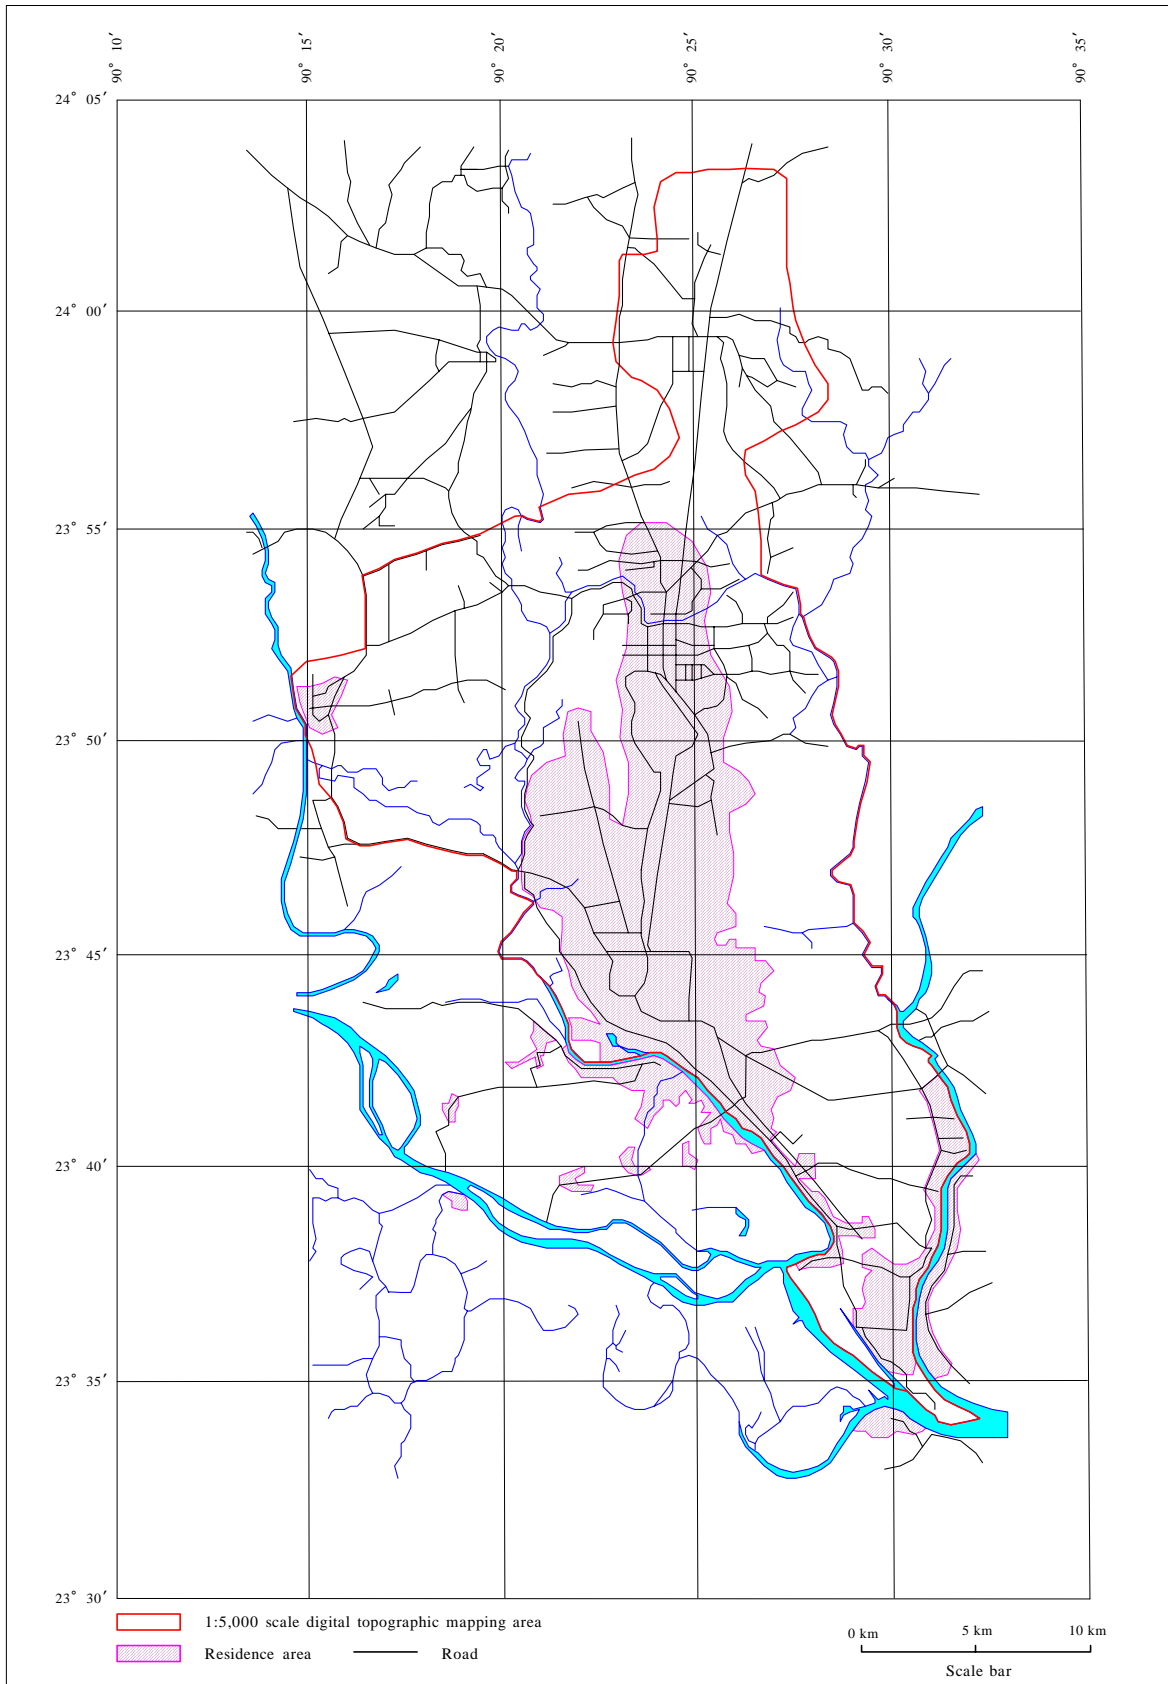 90° 10′
90° 15′
90° 20′
90° 25′
90° 30′
90° 35′
24° 05′
24° 00′
23° 55′
23° 50′
23° 45′
23° 40′
23° 35′
23° 30′
1:5,000 scale digital topographic mapping area
Residence area
Road
0 km
5 km
10 km
Scale bar